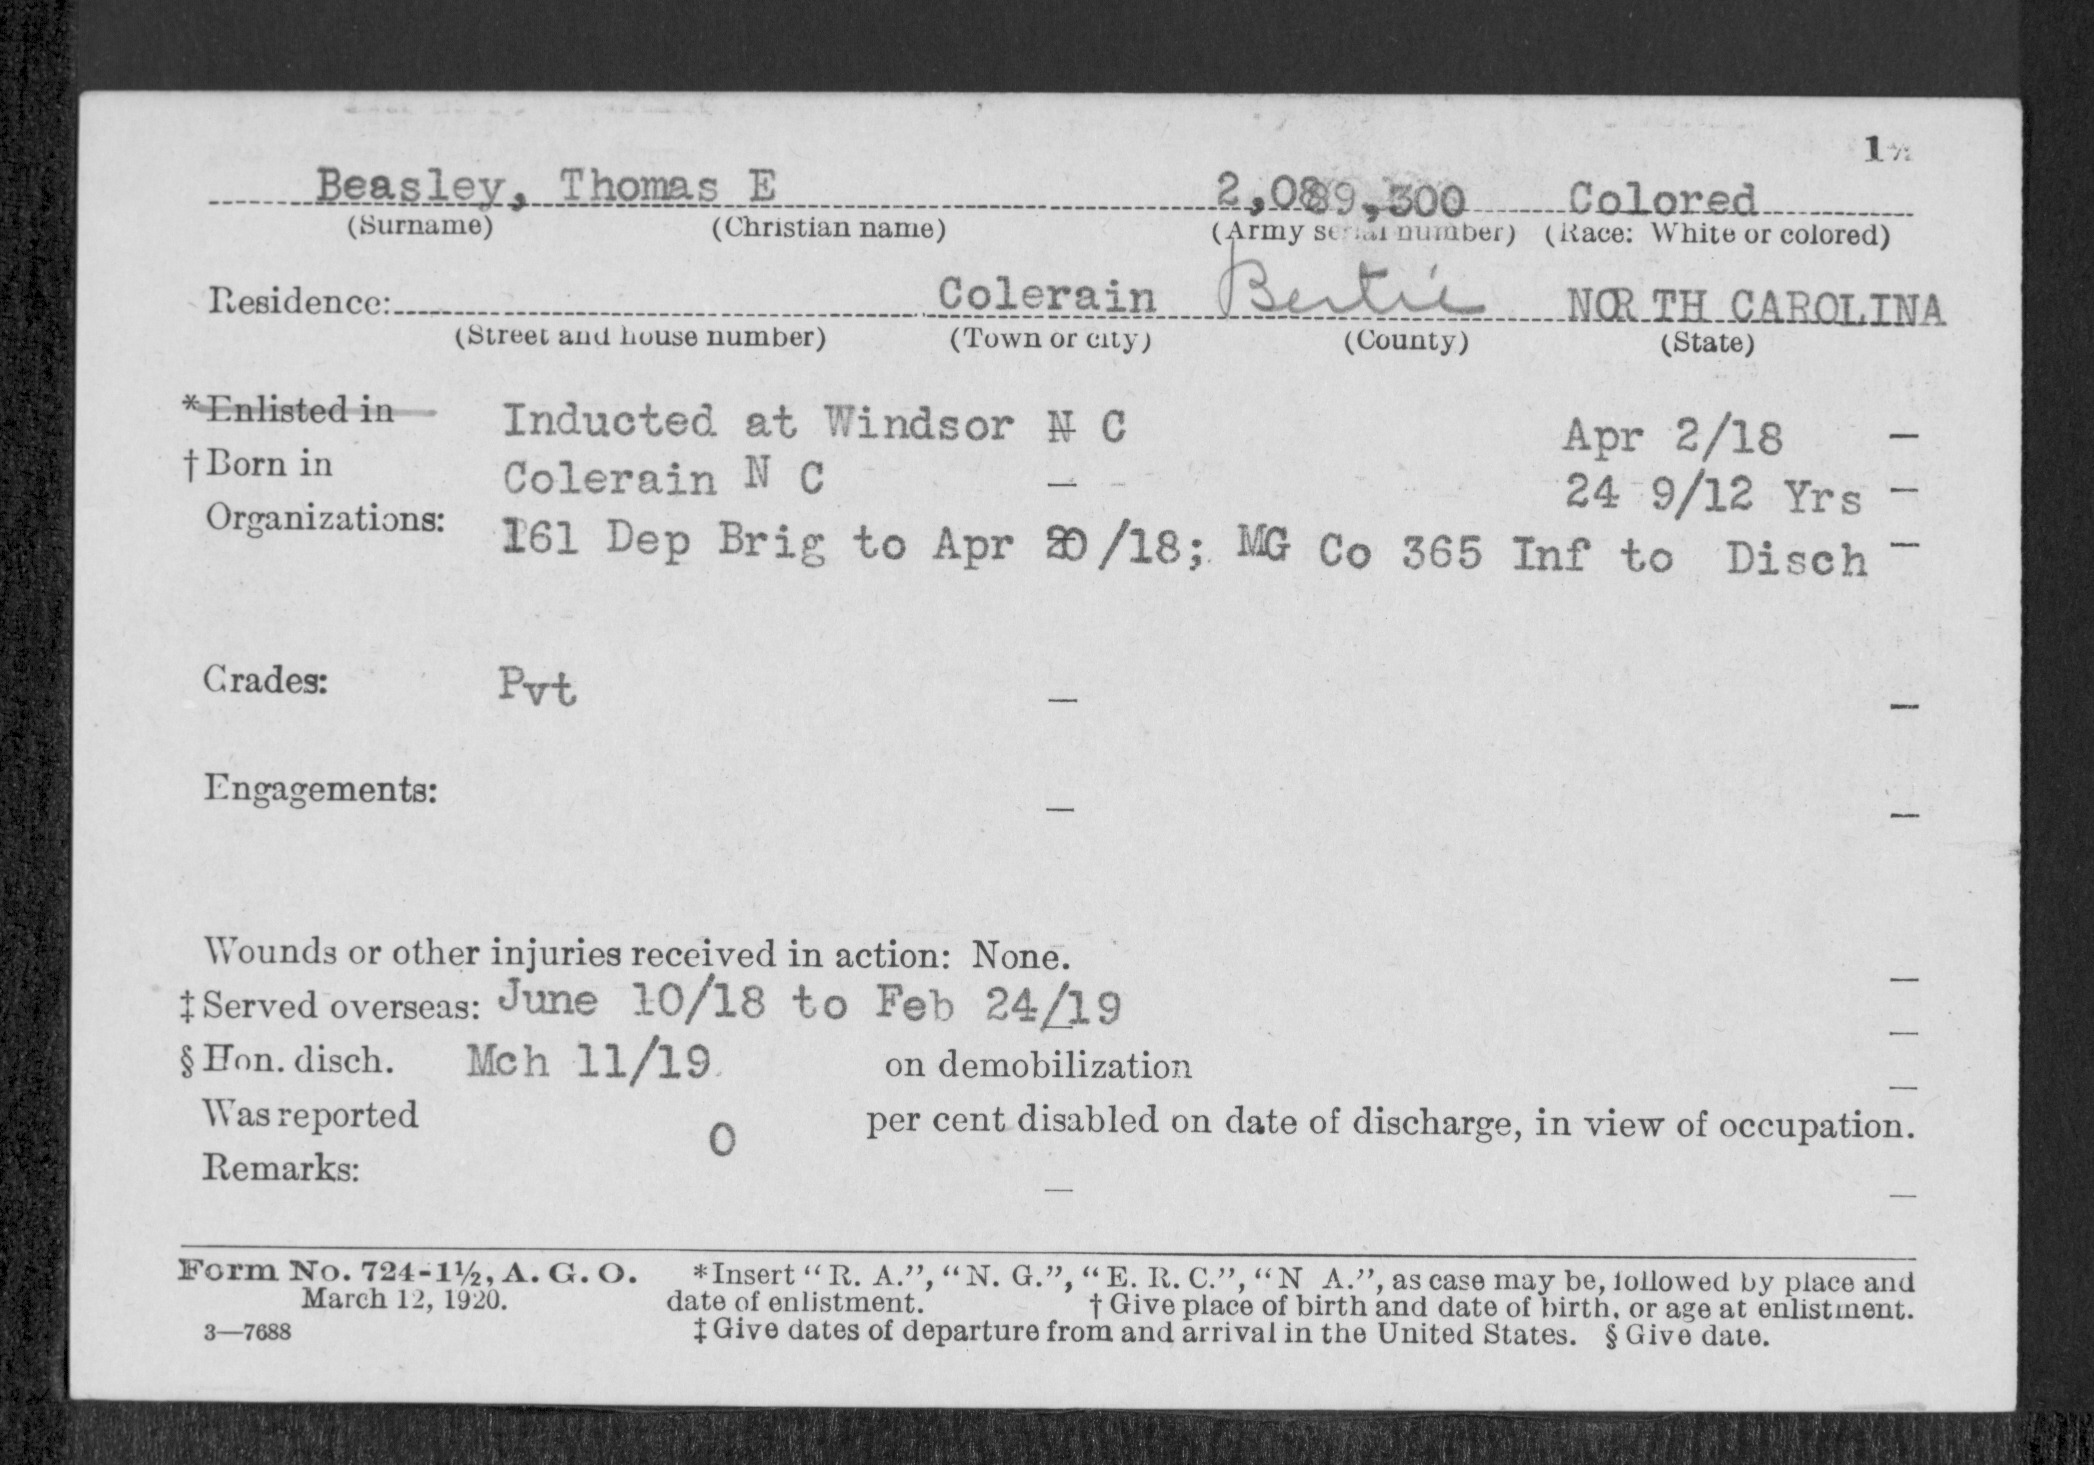 1½
Beasley, Thomas E 2,089,300 Colored
(Surname) (Christian name) (Army serial number) (Race: White or colored)
Residence: Colerain Bertie NORTH CAROLINA
(Street and house number) (Town or city) (County) (State)
*Enlisted in Inducted at Windsor N C Apr 2/18 –
†Born in Colerain N C – 24 9/12 Yrs –
Organizations: 161 Dep Brig to Apr 20/18; MG Co 365 Inf to Disch –
Grades: Pvt – –
Engagements: – –
Wounds or other injuries received in action: None. –
‡Served overseas: June 10/18 to Feb 24/19 –
§Hon. disch. Mch 11/19 on demobilization –
Was reported 0 per cent disabled on date of discharge, in view of occupation.
Remarks: – –
Form No. 724-1½, A. G. O. *Insert "R. A.", "N. G.", "E. R. C.", "N A.", as case may be, followed by place and
March 12, 1920. date of enlistment. †Give place of birth and date of birth, or age at enlistment.
3—7688 ‡Give dates of departure from and arrival in the United States. §Give date.